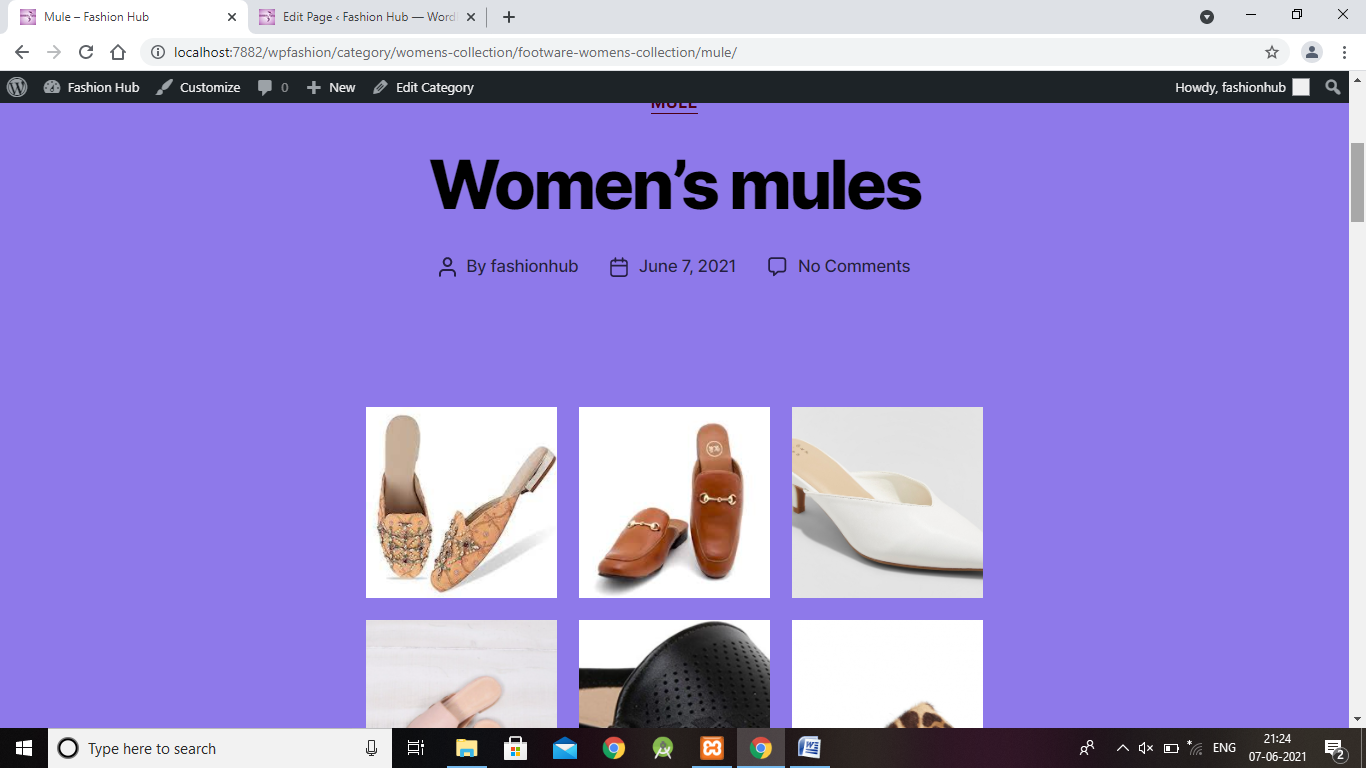 Mule – Fashion Hub
Edit Page ‹ Fashion Hub — Word
localhost:7882/wpfashion/category/womens-collection/footware-womens-collection/mule/
Fashion Hub Customize 0 New Edit Category Howdy, fashionhub
MULE
Women’s mules
By fashionhub June 7, 2021 No Comments
Type here to search
ENG
21:24
07-06-2021
2